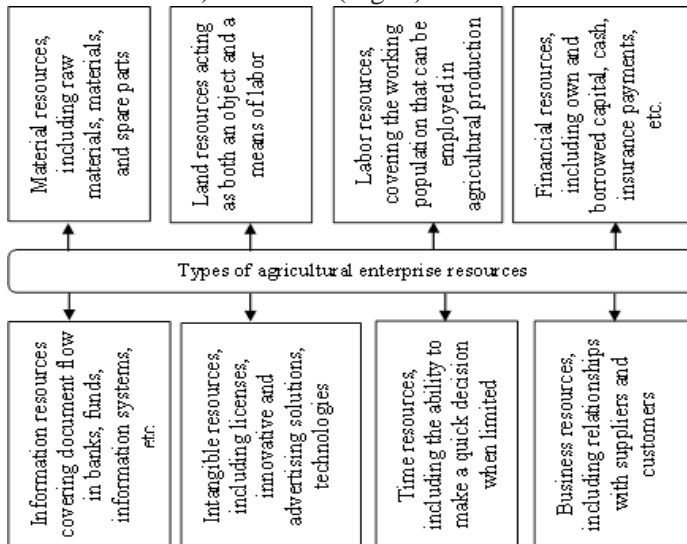 Material resources,
including raw
materials, materials,
and spare parts
Land resources acting
as both an object and a
means of labor
Labor resources,
covering the working
population that can be
employed in
agricultural production
Financial resources,
including own and
borrowed capital, cash,
insurance payments,
etc.
Types of agricultural enterprise resources
Information resources
covering document flow
in banks, funds,
information systems,
etc.
Intangible resources,
including licenses,
innovative and
advertising solutions,
technologies
Time resources,
including the ability to
make a quick decision
when limited
Business resources,
including relationships
with suppliers and
customers